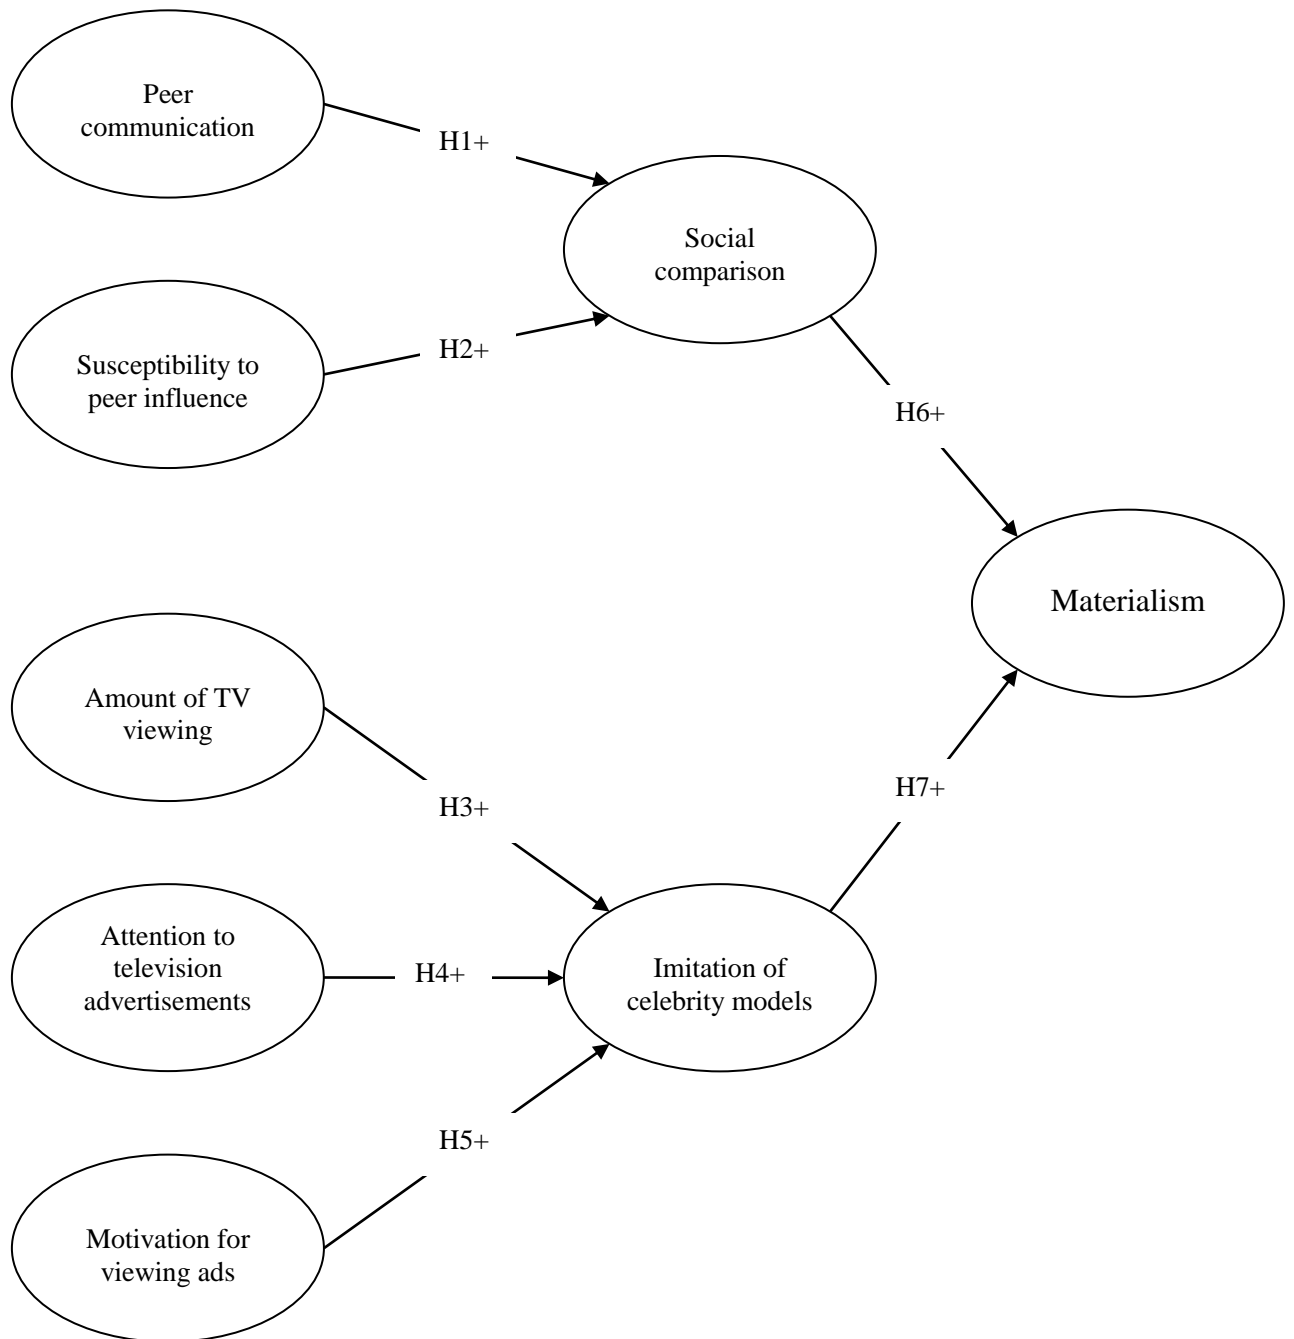 Peer
communication
H1+
Social
comparison
Susceptibility to
peer influence
H2+
H6+
Materialism
Amount of TV
viewing
H3+
H7+
Attention to
television
advertisements
H4+
Imitation of
celebrity models
H5+
Motivation for
viewing ads